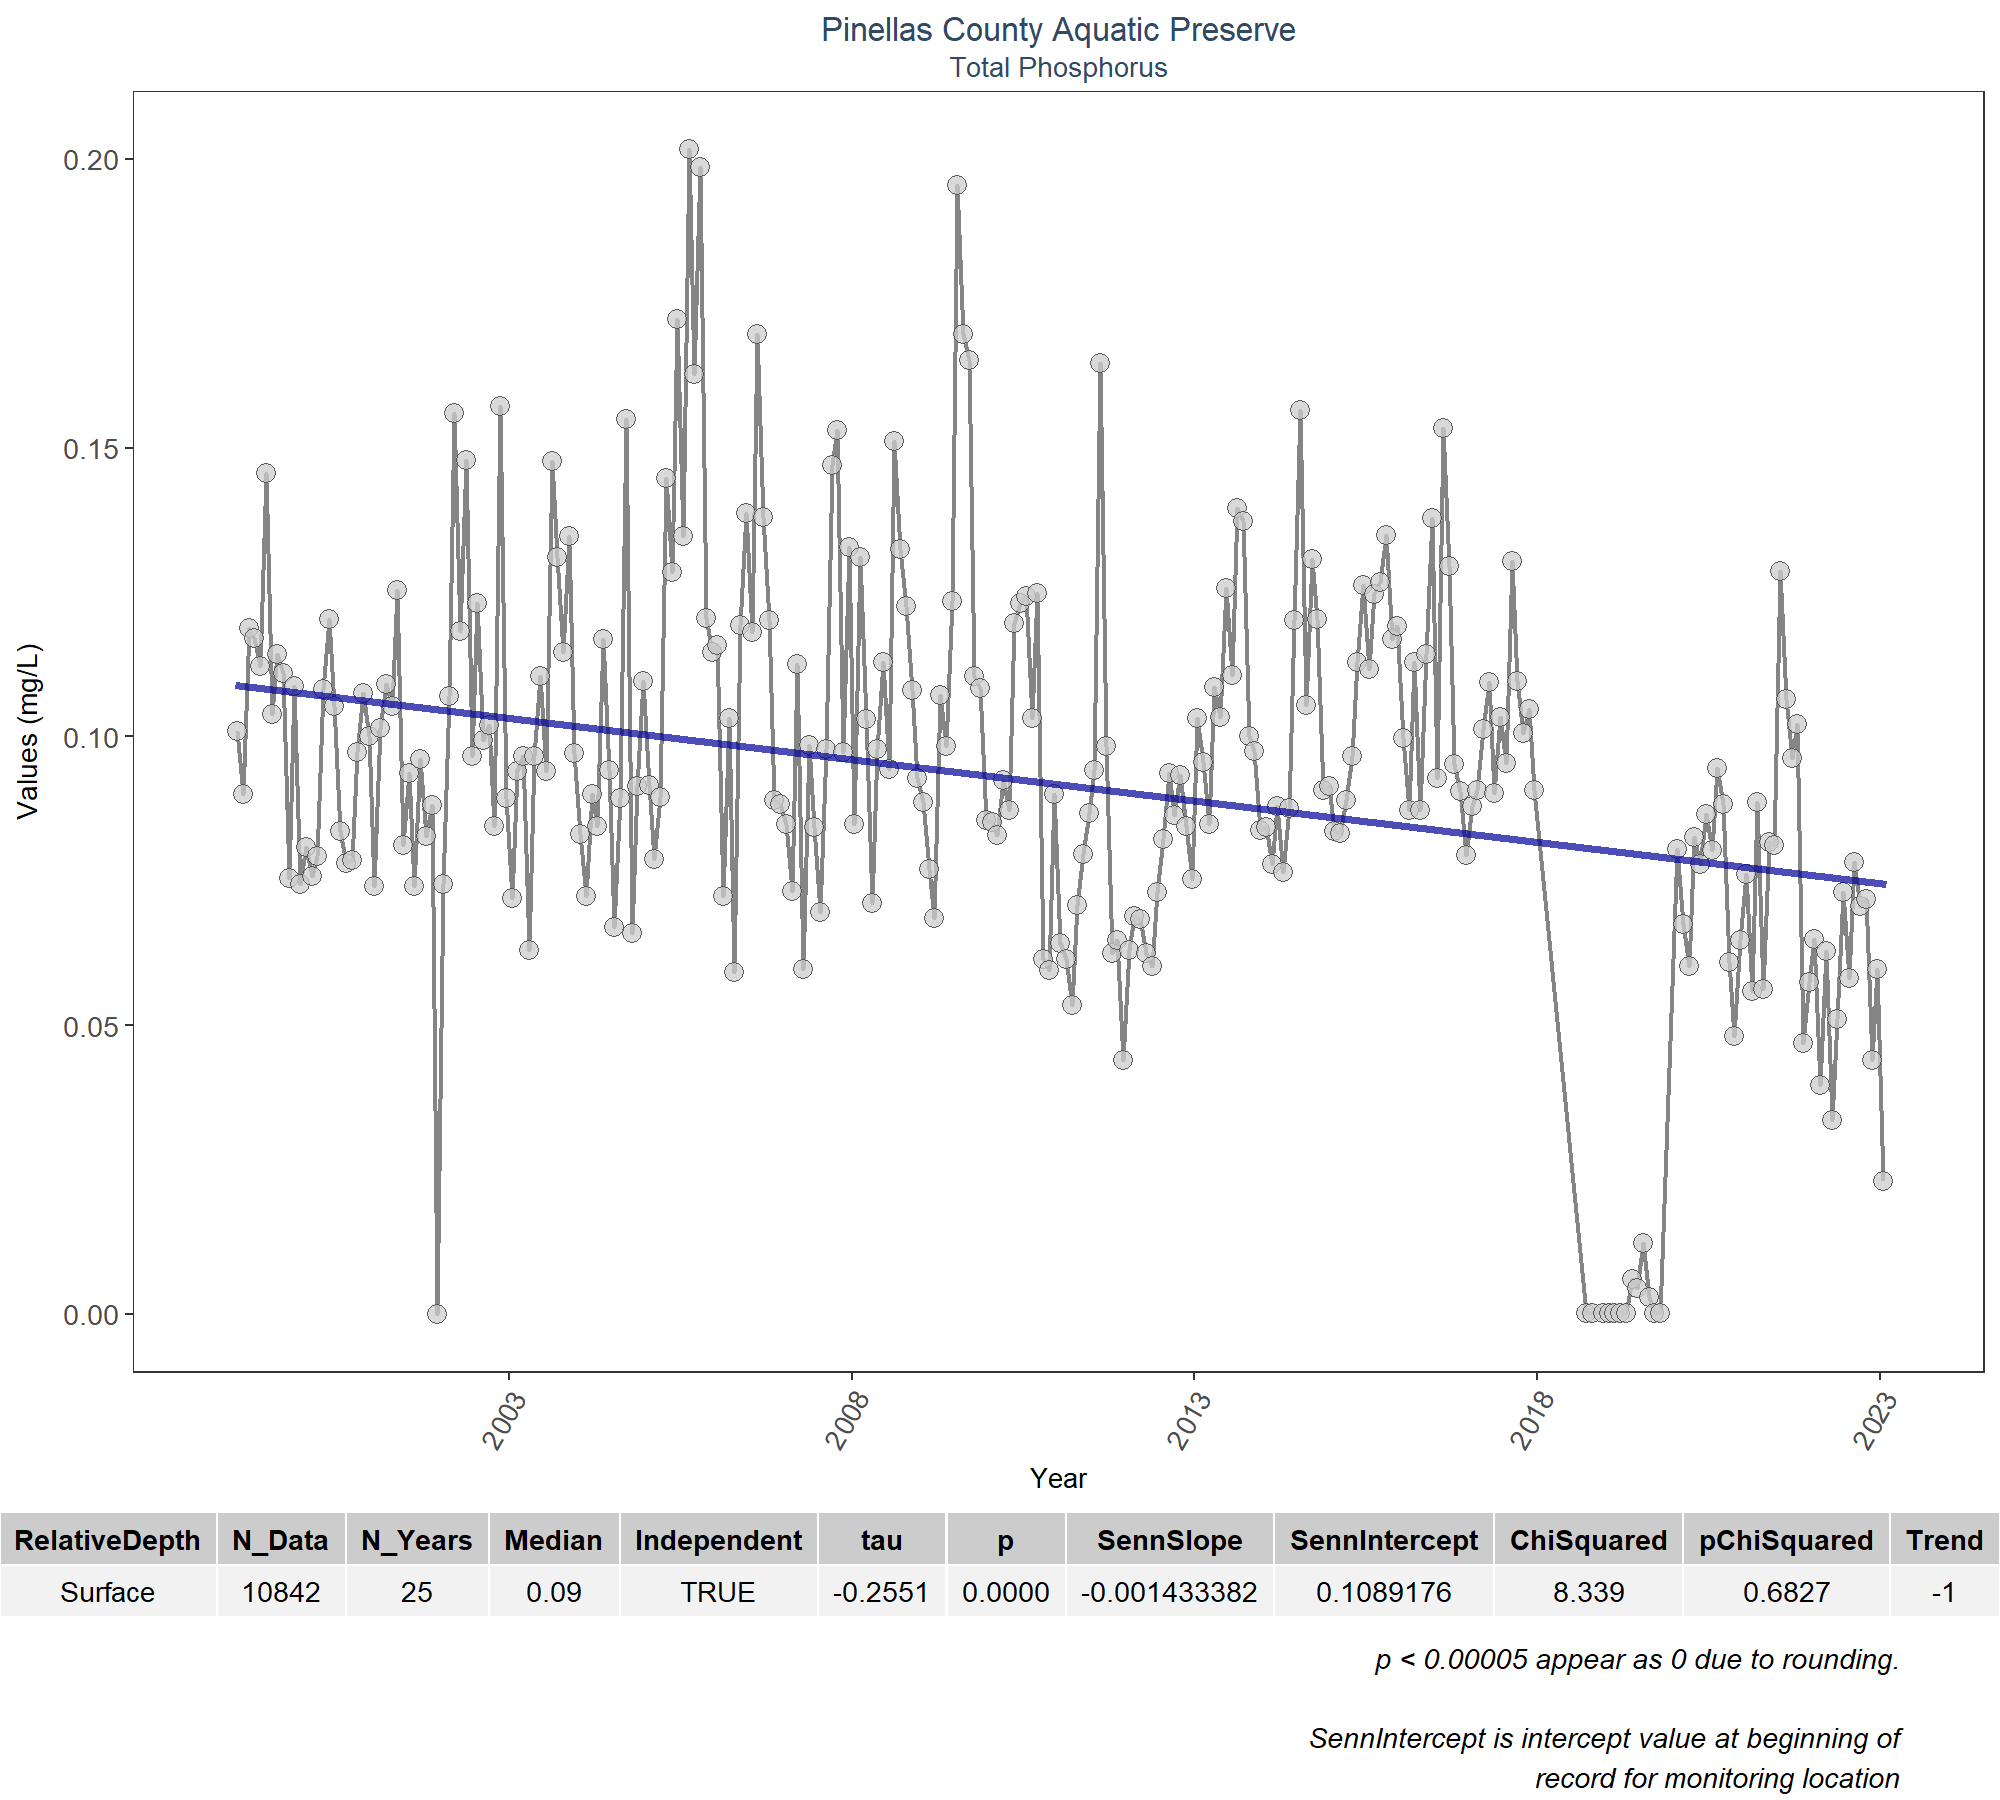 Pinellas County Aquatic Preserve
Total Phosphorus
0.20
0.15
0.10
0.05
0.00
Values (mg/L)
2003 2008 2013 2018 2023
Year
RelativeDepth N_Data N_Years Median Independent tau p SennSlope SennIntercept ChiSquared pChiSquared Trend
Surface 10842 25 0.09 TRUE -0.2551 0.0000 -0.001433382 0.1089176 8.339 0.6827 -1
p < 0.00005 appear as 0 due to rounding.
SennIntercept is intercept value at beginning of
record for monitoring location